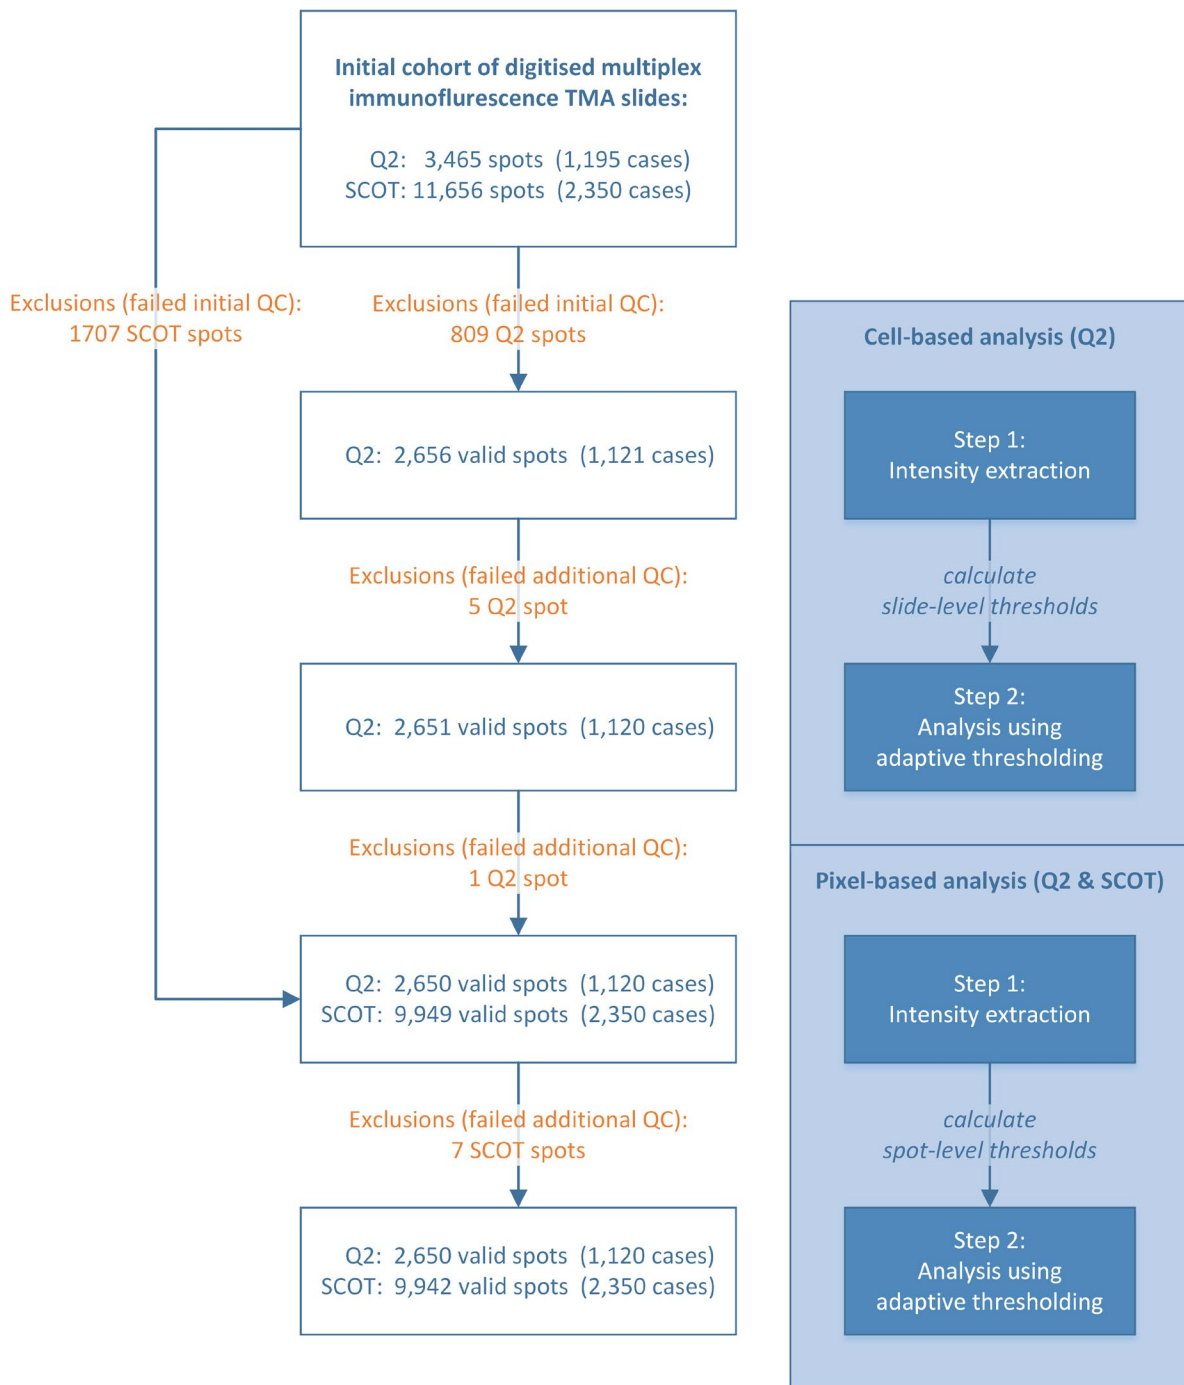 Initial cohort of digitised multiplex
immunoflurescence TMA slides:
Q2: 3,465 spots (1,195 cases)
SCOT: 11,656 spots (2,350 cases)
Exclusions (failed initial QC):
1707 SCOT spots
Exclusions (failed initial QC):
809 Q2 spots
Q2: 2,656 valid spots (1,121 cases)
Exclusions (failed additional QC):
5 Q2 spot
Q2: 2,651 valid spots (1,120 cases)
Exclusions (failed additional QC):
1 Q2 spot
Q2: 2,650 valid spots (1,120 cases)
SCOT: 9,949 valid spots (2,350 cases)
Exclusions (failed additional QC):
7 SCOT spots
Q2: 2,650 valid spots (1,120 cases)
SCOT: 9,942 valid spots (2,350 cases)
Cell-based analysis (Q2)
Step 1:
Intensity extraction
calculate
slide-level thresholds
Step 2:
Analysis using
adaptive thresholding
Pixel-based analysis (Q2 & SCOT)
Step 1:
Intensity extraction
calculate
spot-level thresholds
Step 2:
Analysis using
adaptive thresholding